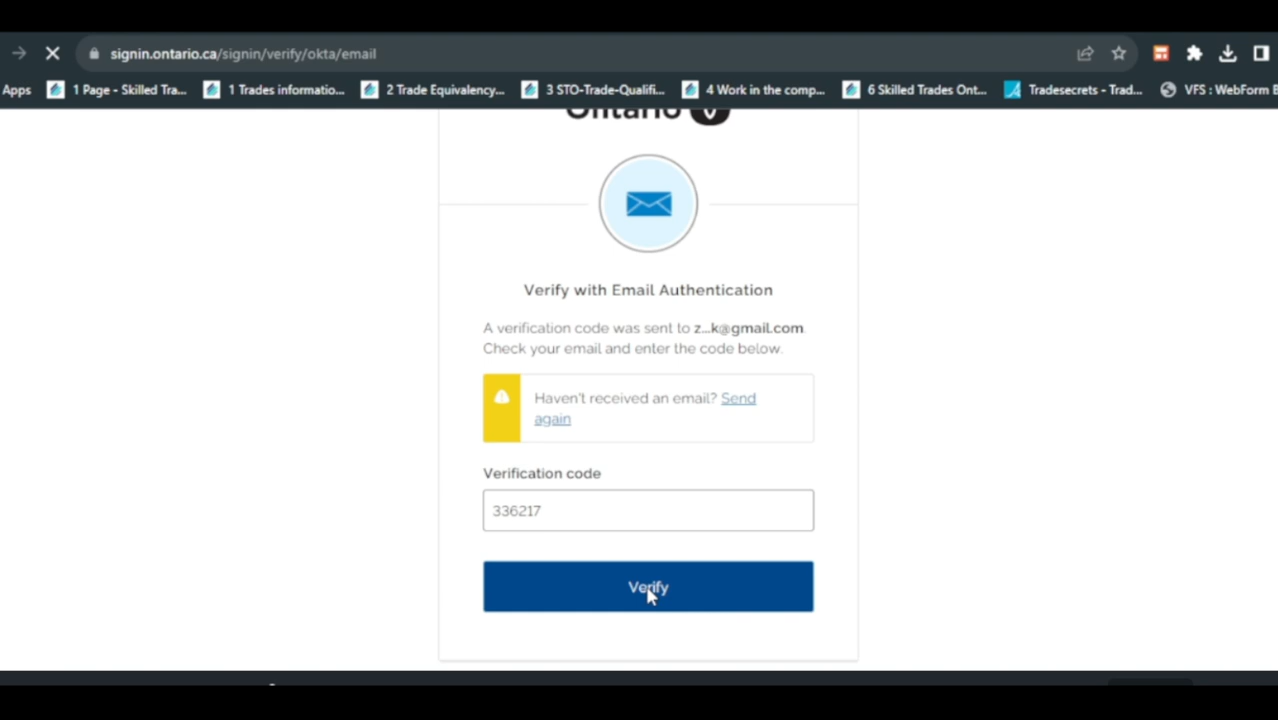 signin.ontario.ca/signin/verify/okta/email
Apps 1 Page - Skilled Tra... 1 Trades informatio... 2 Trade Equivalency... 3 STO-Trade-Qualifi... 4 Work in the comp... 6 Skilled Trades Ont... Tradesecrets - Trad... VFS : WebForm B
Ontario
Verify with Email Authentication
A verification code was sent to z...k@gmail.com.
Check your email and enter the code below.
Haven't received an email? Send
again
Verification code
336217
Verify